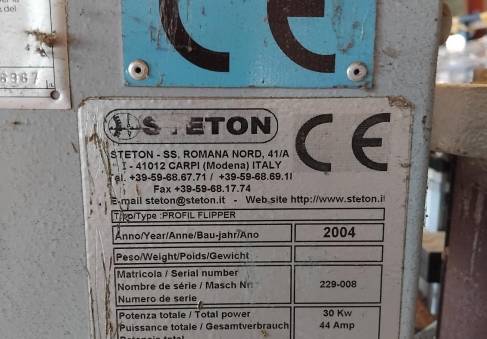 CE
STETON
CE
STETON - SS. ROMANA NORD, 41/A
I - 41012 CARPI (Modena) ITALY
Tel. +39-59-68.67.71 / +39-59-68.69.11
Fax +39-59-68.17.74
E-mail steton@steton.it - Web site http://www.steton.it
Tipo/Type :PROFIL FLIPPER
Anno/Year/Anne/Bau-jahr/Ano 2004
Peso/Weight/Poids/Gewicht
Matricola / Serial number
Nombre de série / Masch Nr: 229-008
Numero de serie
Potenza totale / Total power 30 Kw
Puissance totale / Gesamtverbrauch 44 Amp
Potencia total